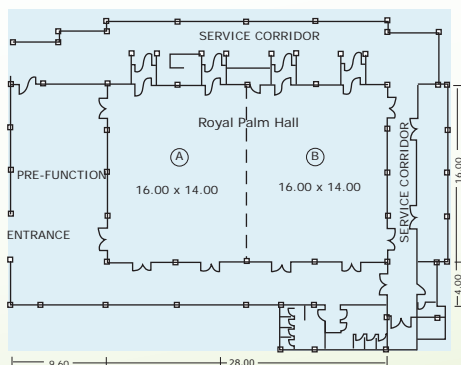 SERVICE CORRIDOR
Royal Palm Hall
A
B
16.00 x 14.00
16.00 x 14.00
SERVICE CORRIDOR
16.00
PRE-FUNCTION
ENTRANCE
4.00
9.60
28.00